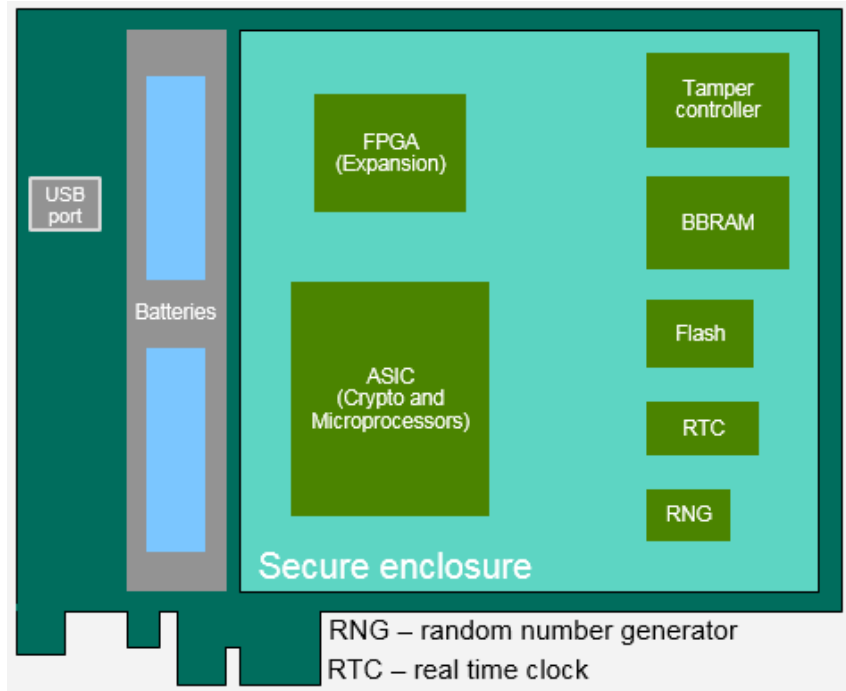 USB
port
Batteries
FPGA
(Expansion)
ASIC
(Crypto and
Microprocessors)
Tamper
controller
BBRAM
Flash
RTC
RNG
Secure enclosure
RNG – random number generator
RTC – real time clock